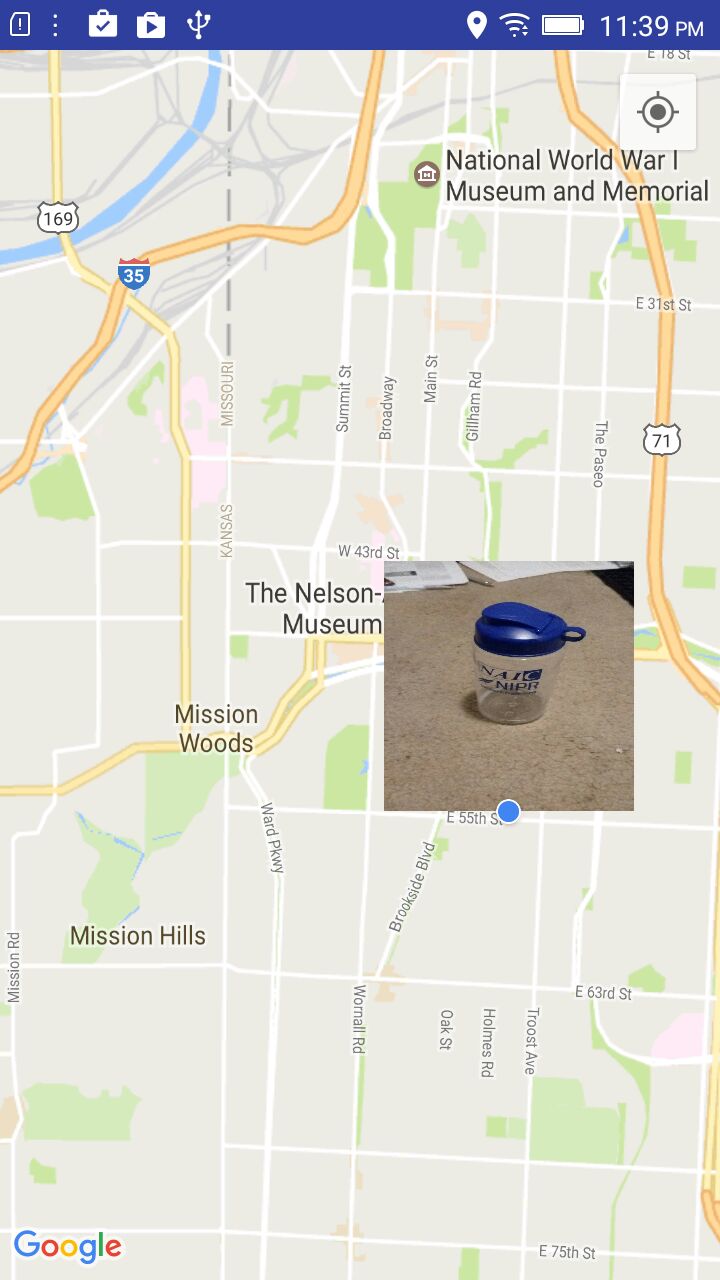 11:39 PM
E 18 St
National World War I
Museum and Memorial
169
35
E 31st St
MISSOURI
Summit St
Broadway
Main St
Gillham Rd
The Paseo
71
KANSAS
W 43rd St
The Nelson-
Museum
NAIC
NIPR
Mission
Woods
E 55th St
Ward Pkwy
Brookside Blvd
Mission Hills
Mission Rd
E 63rd St
Wornall Rd
Oak St
Holmes Rd
Troost Ave
Google
E 75th St